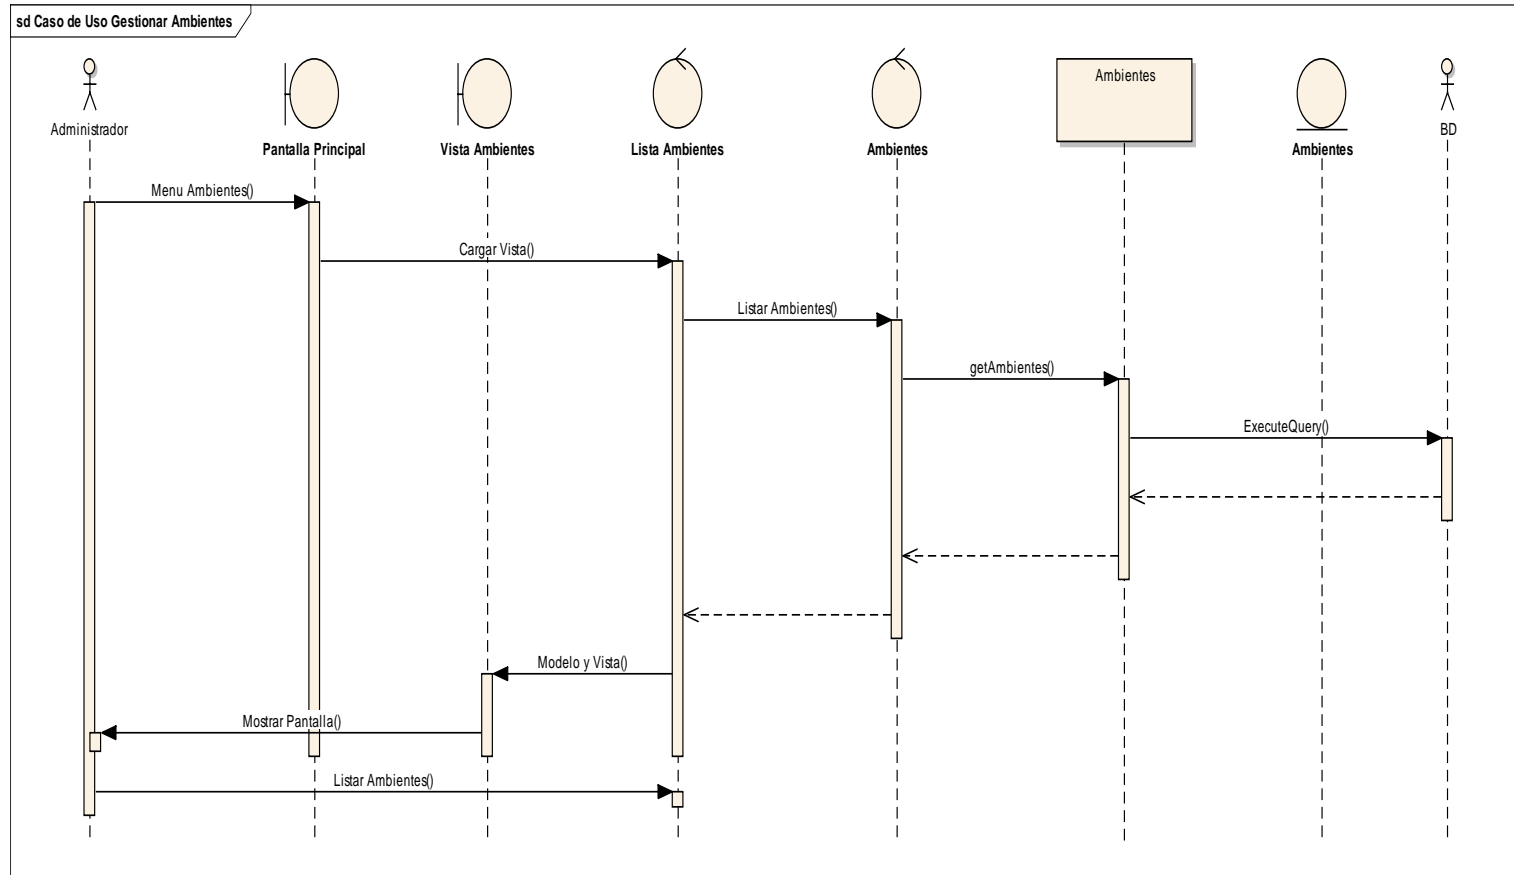 sd Caso de Uso Gestionar Ambientes
Administrador
Pantalla Principal
Vista Ambientes
Lista Ambientes
Ambientes
Ambientes
Ambientes
BD
Menu Ambientes()
Cargar Vista()
Listar Ambientes()
getAmbientes()
ExecuteQuery()
Modelo y Vista()
Mostrar Pantalla()
Listar Ambientes()